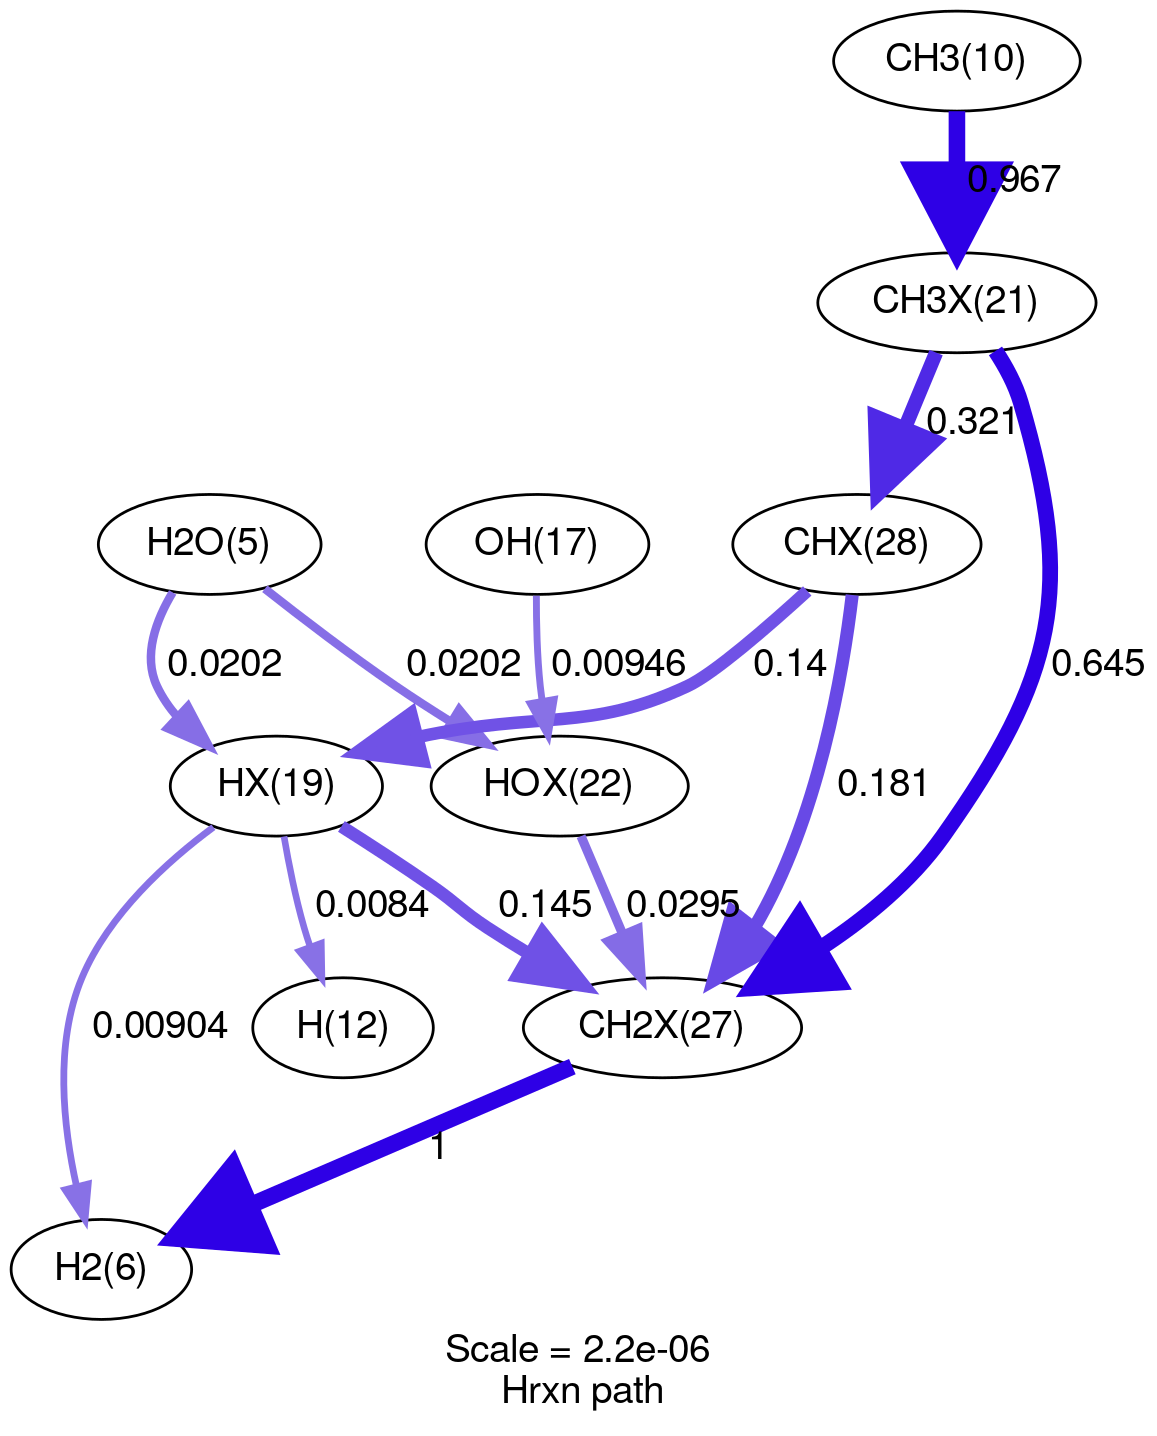 CH3(10)
0.967
CH3X(21)
0.321
H2O(5)
OH(17)
CHX(28)
0.0202
0.0202
0.00946
0.14
0.645
HX(19)
HOX(22)
0.181
0.0084
0.145
0.0295
0.00904
H(12)
CH2X(27)
1
H2(6)
Scale = 2.2e-06
Hrxn path